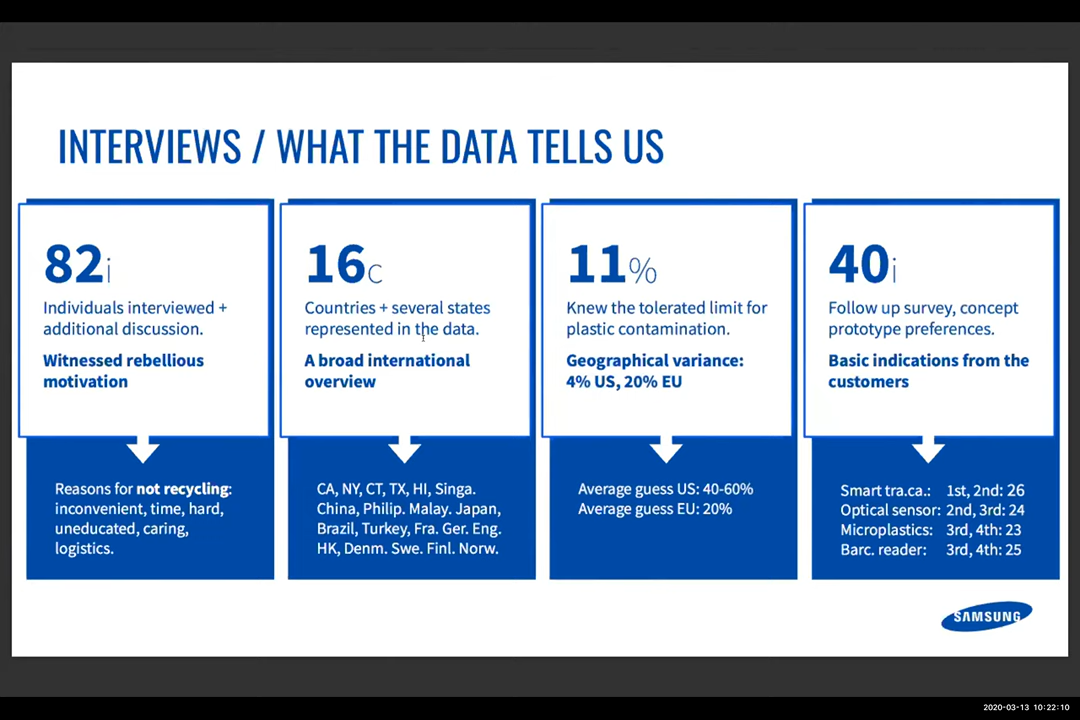 INTERVIEWS / WHAT THE DATA TELLS US
82i
Individuals interviewed +
additional discussion.
Witnessed rebellious
motivation
Reasons for not recycling:
inconvenient, time, hard,
uneducated, caring,
logistics.
16c
Countries + several states
represented in the data.
A broad international
overview
CA, NY, CT, TX, HI, Singa.
China, Philip. Malay. Japan,
Brazil, Turkey, Fra. Ger. Eng.
HK, Denm. Swe. Finl. Norw.
11%
Knew the tolerated limit for
plastic contamination.
Geographical variance:
4% US, 20% EU
Average guess US: 40-60%
Average guess EU: 20%
40i
Follow up survey, concept
prototype preferences.
Basic indications from the
customers
Smart tra.ca.: 1st, 2nd: 26
Optical sensor: 2nd, 3rd: 24
Microplastics: 3rd, 4th: 23
Barc. reader: 3rd, 4th: 25
SAMSUNG
2020-03-13 10:22:10